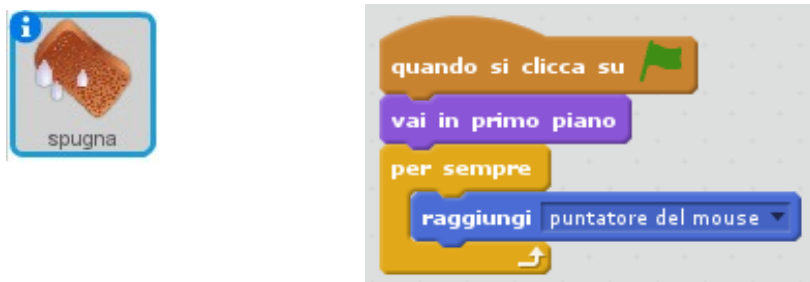 i
spugna
quando si clicca su
vai in primo piano
per sempre
raggiungi puntatore del mouse